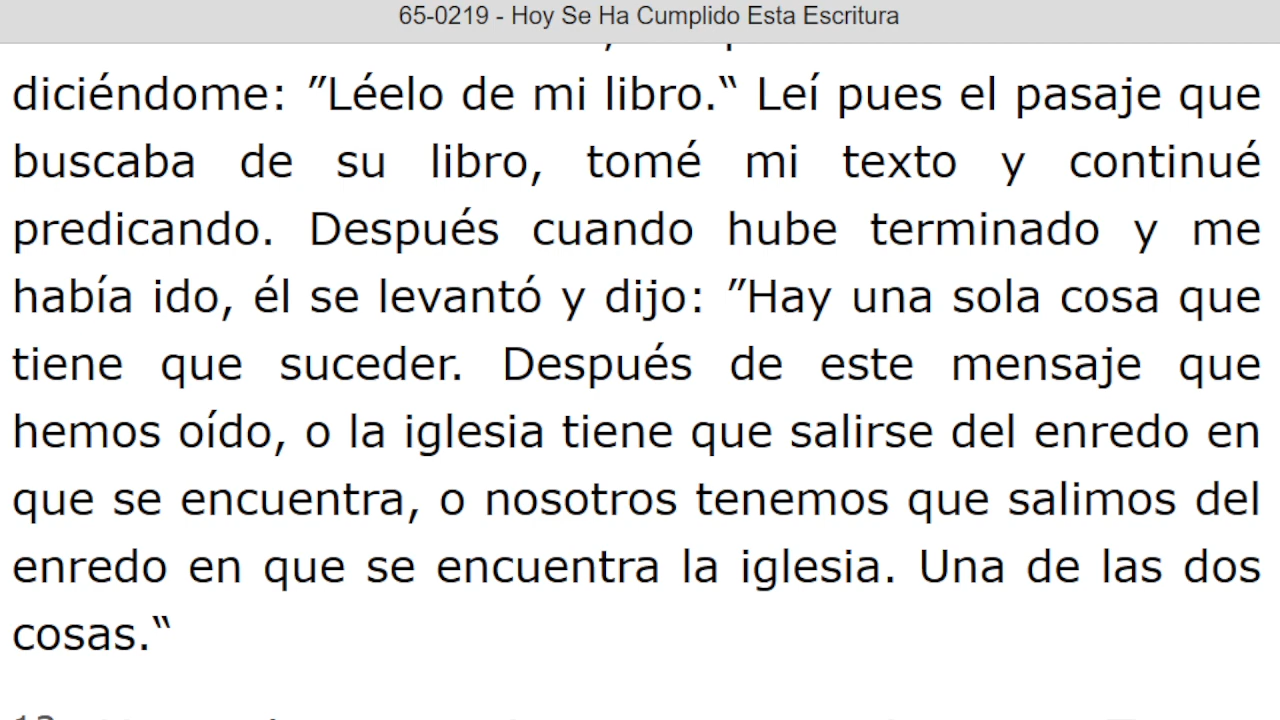 65-0219 - Hoy Se Ha Cumplido Esta Escritura
diciéndome: ”Léelo de mi libro.“ Leí pues el pasaje que
buscaba de su libro, tomé mi texto y continué
predicando. Después cuando hube terminado y me
había ido, él se levantó y dijo: ”Hay una sola cosa que
tiene que suceder. Después de este mensaje que
hemos oído, o la iglesia tiene que salirse del enredo en
que se encuentra, o nosotros tenemos que salimos del
enredo en que se encuentra la iglesia. Una de las dos
cosas.“